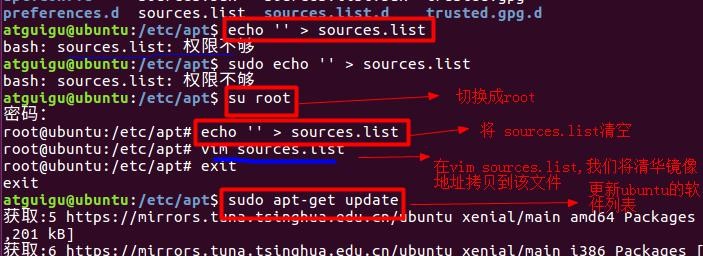 preferences.d  sources.list  sources.list.d  trusted.gpg.d
atguigu@ubuntu:/etc/apt$ echo '' > sources.list
bash: sources.list: 权限不够
atguigu@ubuntu:/etc/apt$ sudo echo '' > sources.list
bash: sources.list: 权限不够
atguigu@ubuntu:/etc/apt$ su root
切换成root
密码:
root@ubuntu:/etc/apt# echo '' > sources.list
将 sources.list清空
root@ubuntu:/etc/apt# vim sources.list
root@ubuntu:/etc/apt# exit
在vim sources.list,我们将清华镜像
地址拷贝到该文件
exit
atguigu@ubuntu:/etc/apt$ sudo apt-get update
更新ubuntu的软
件列表
获取:5 https://mirrors.tuna.tsinghua.edu.cn/ubuntu xenial/main amd64 Packages
,201 kB]
获取:6 https://mirrors.tuna.tsinghua.edu.cn/ubuntu xenial/main i386 Packages [